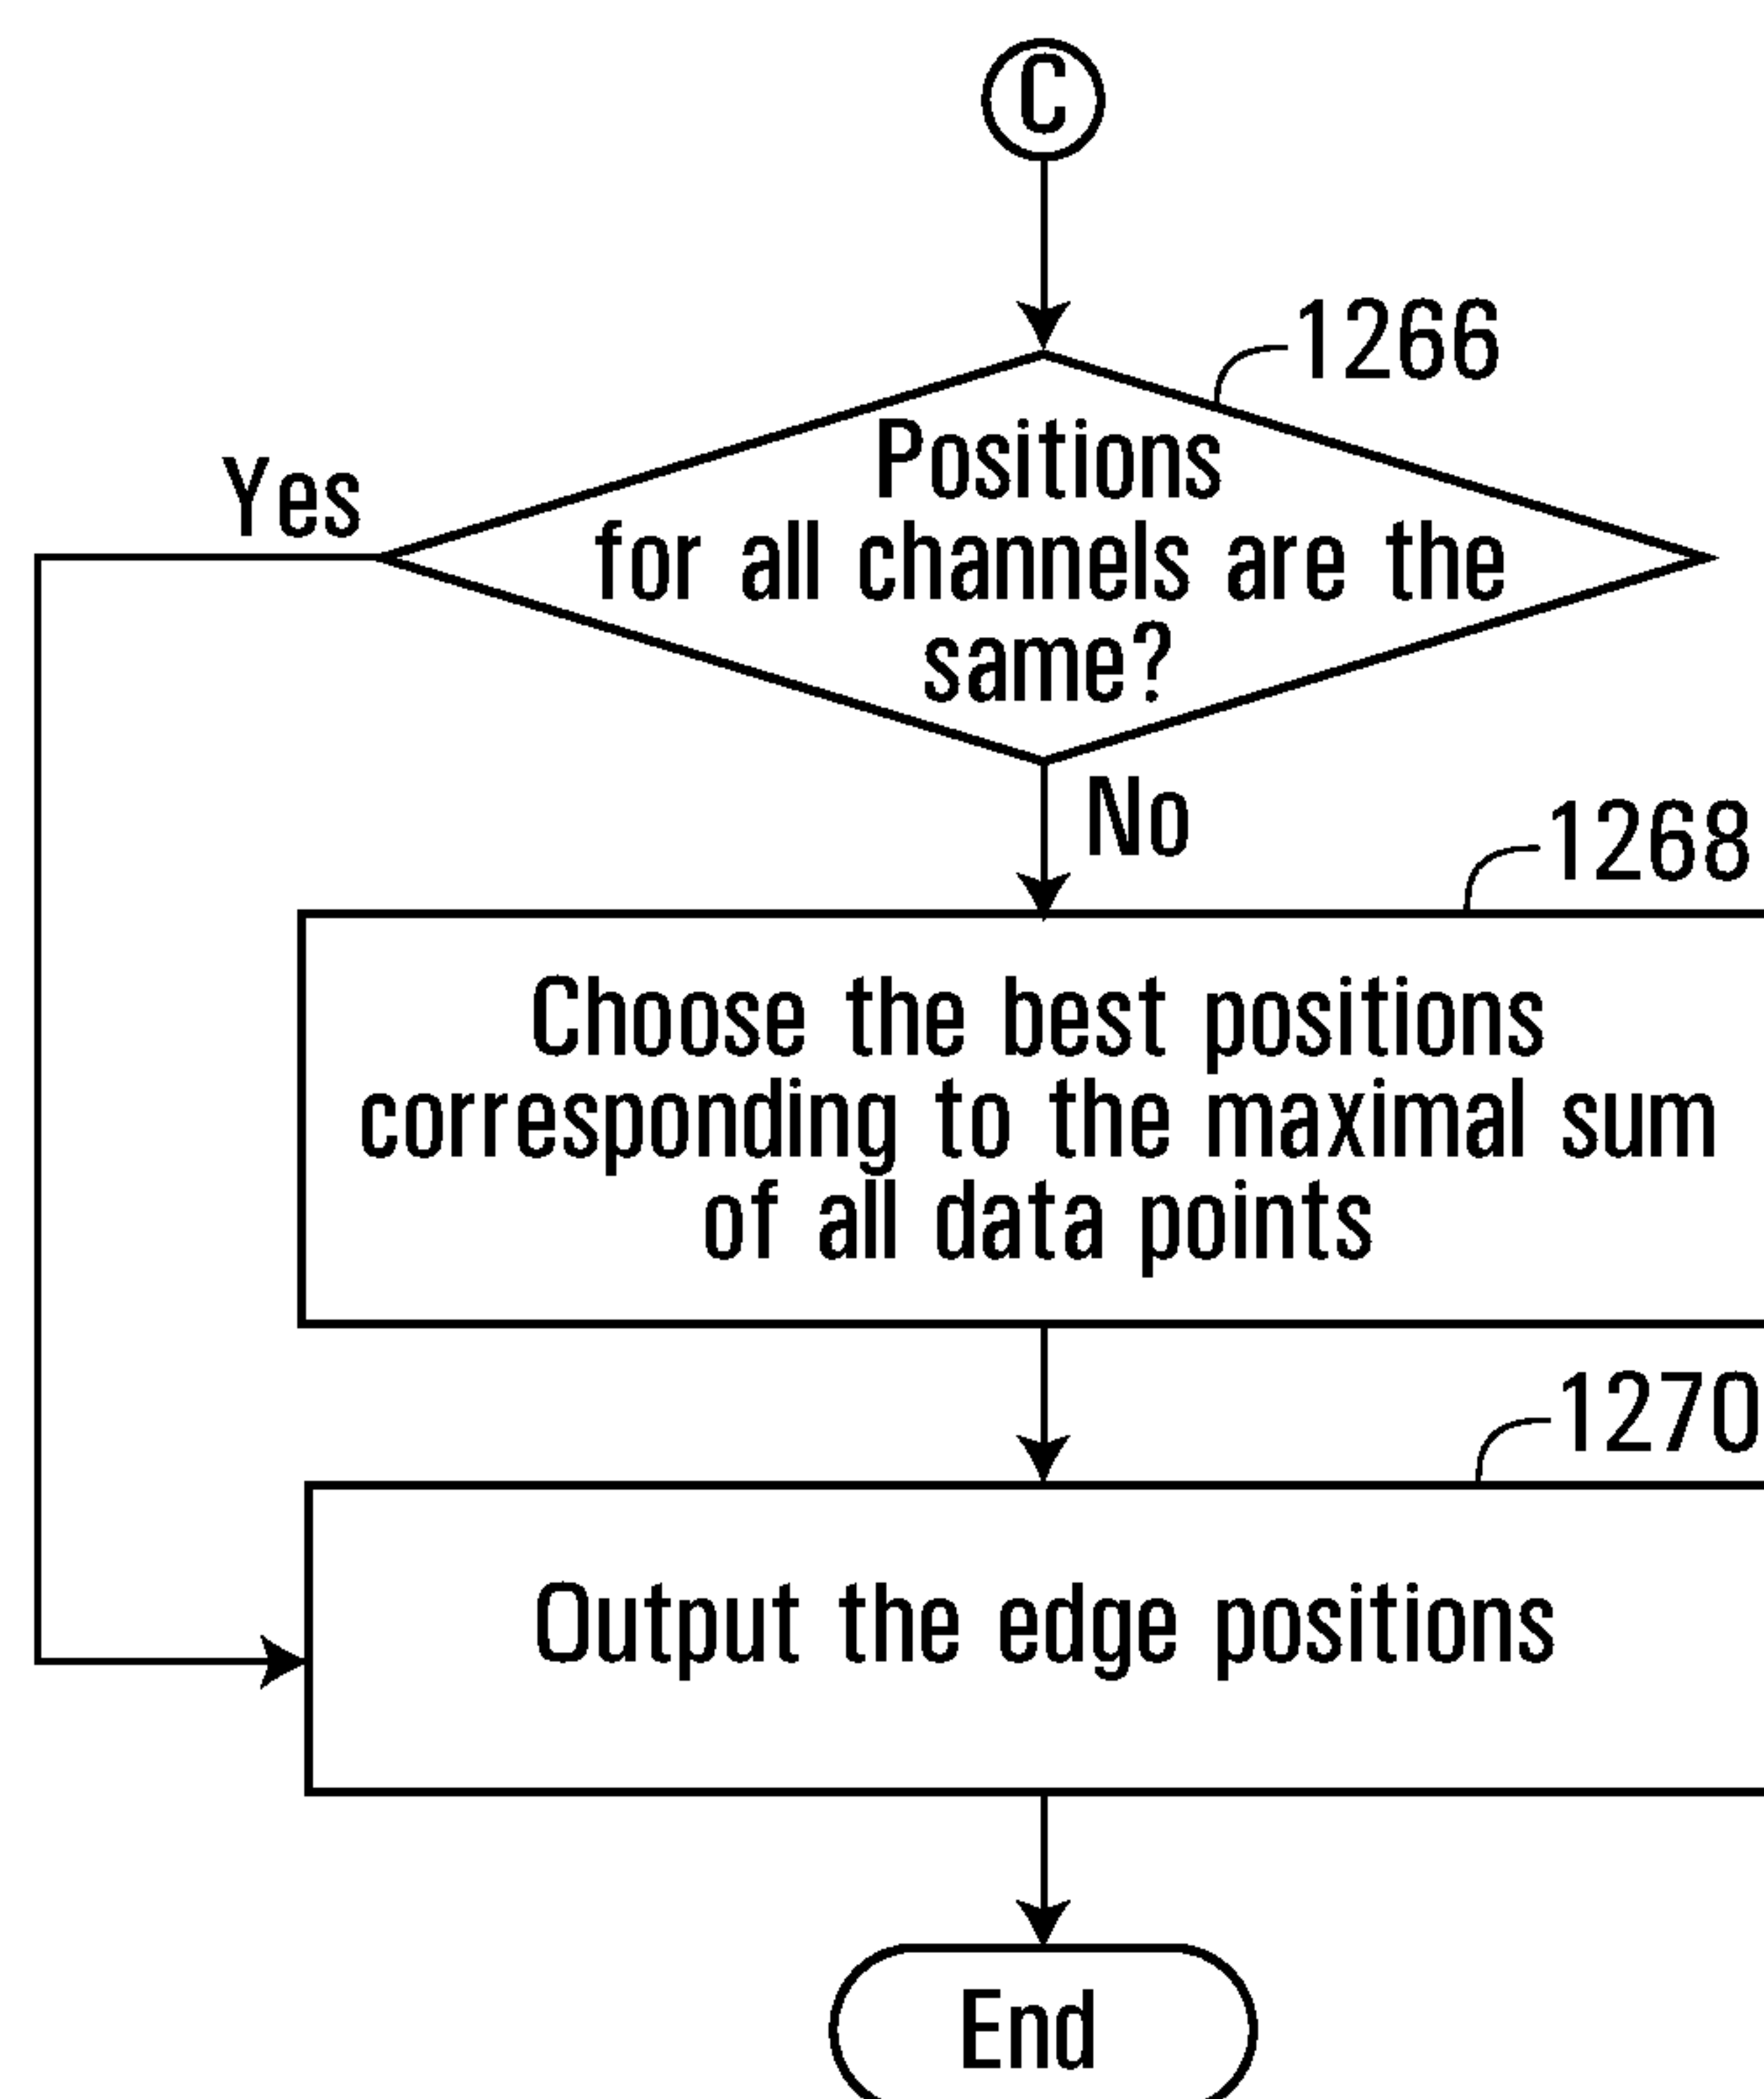 C
1266
Positions
for all channels are the
same?
Yes
No
1268
Choose the best positions
corresponding to the maximal sum
of all data points
1270
Output the edge positions
End